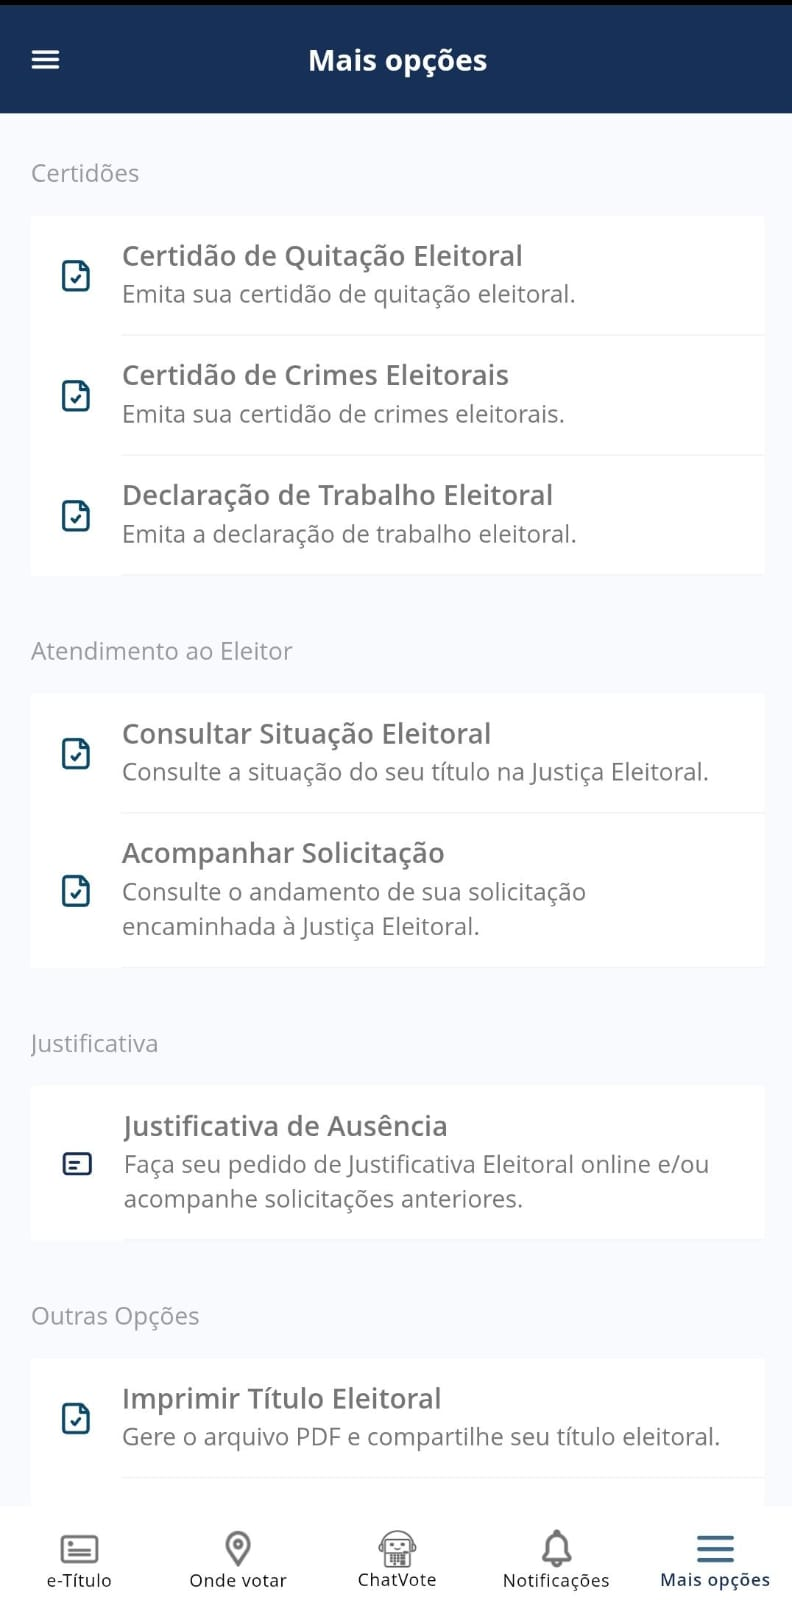 Mais opções
Certidões
Certidão de Quitação Eleitoral
Emita sua certidão de quitação eleitoral.
Certidão de Crimes Eleitorais
Emita sua certidão de crimes eleitorais.
Declaração de Trabalho Eleitoral
Emita a declaração de trabalho eleitoral.
Atendimento ao Eleitor
Consultar Situação Eleitoral
Consulte a situação do seu título na Justiça Eleitoral.
Acompanhar Solicitação
Consulte o andamento de sua solicitação
encaminhada à Justiça Eleitoral.
Justificativa
Justificativa de Ausência
Faça seu pedido de Justificativa Eleitoral online e/ou
acompanhe solicitações anteriores.
Outras Opções
Imprimir Título Eleitoral
Gere o arquivo PDF e compartilhe seu título eleitoral.
e-Título
Onde votar
ChatVote
Notificações
Mais opções